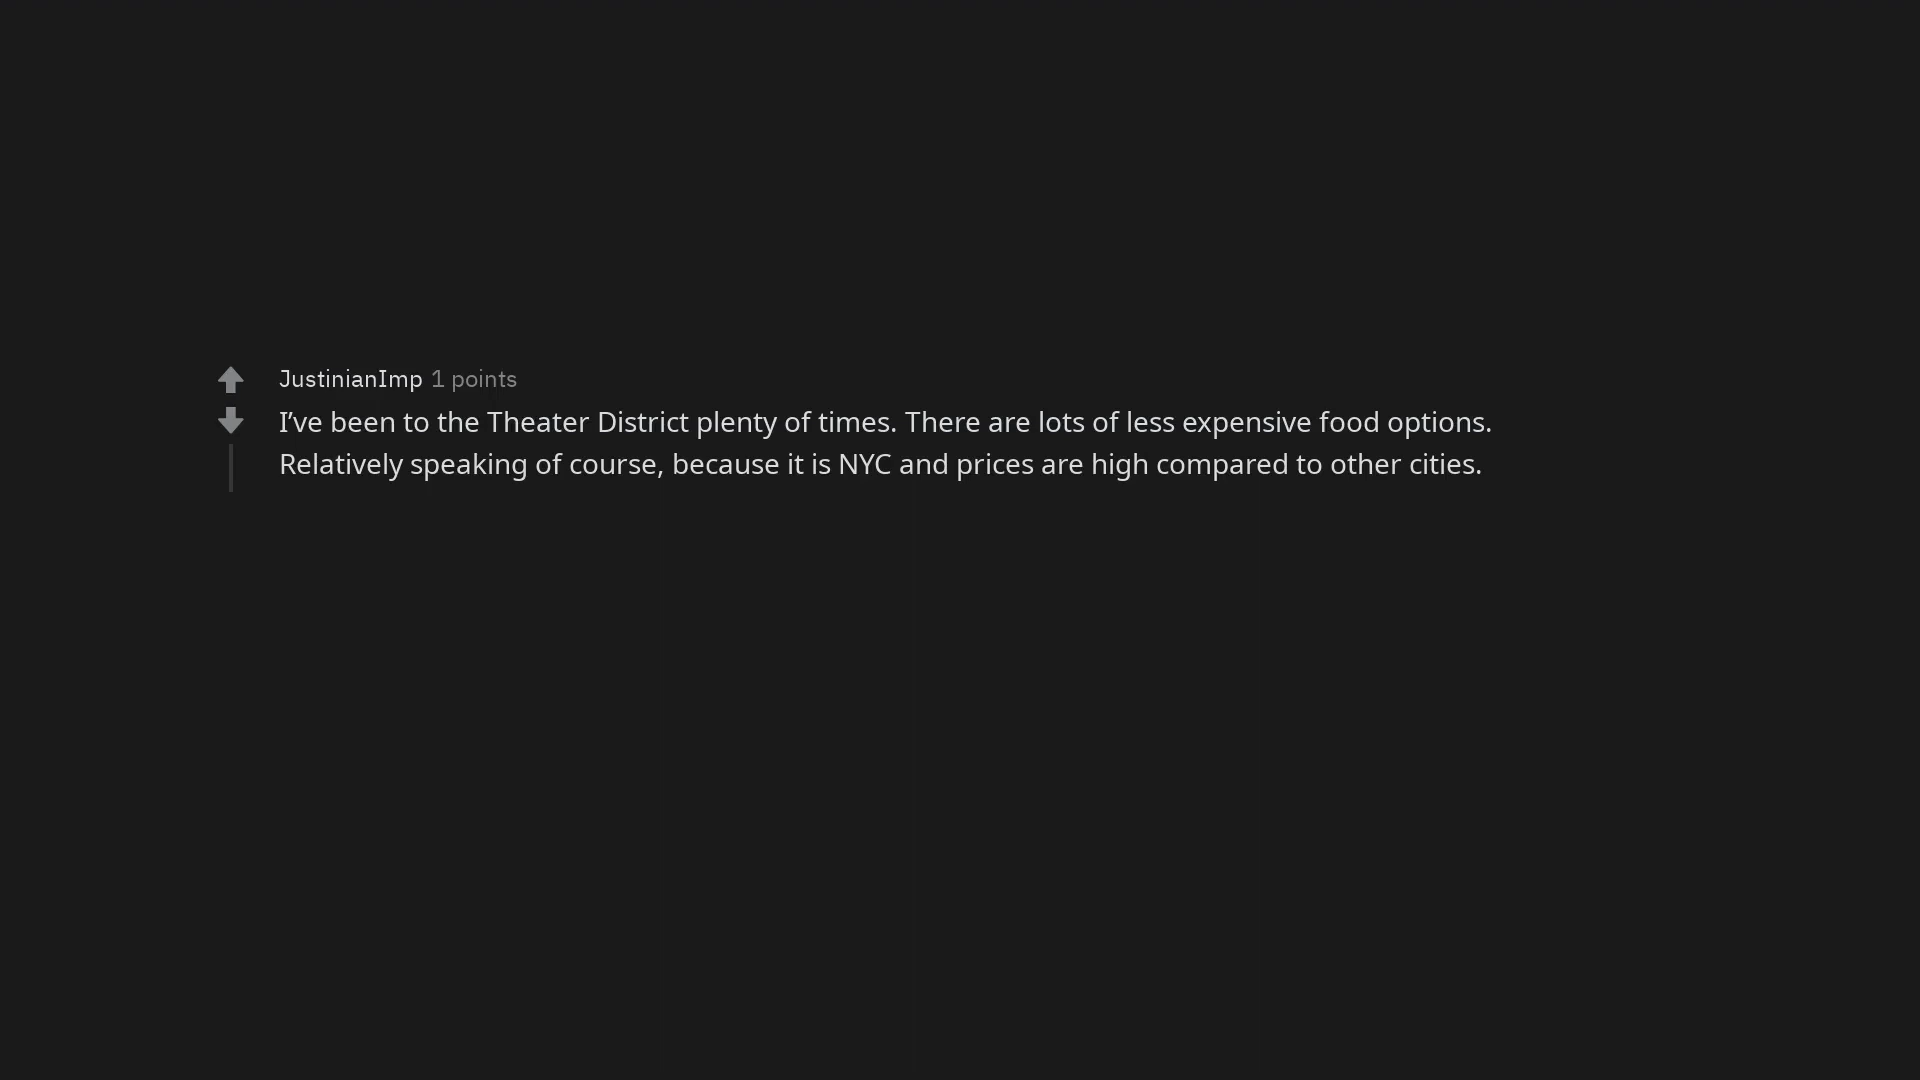 JustinianImp 1 points
I’ve been to the Theater District plenty of times. There are lots of less expensive food options.
Relatively speaking of course, because it is NYC and prices are high compared to other cities.